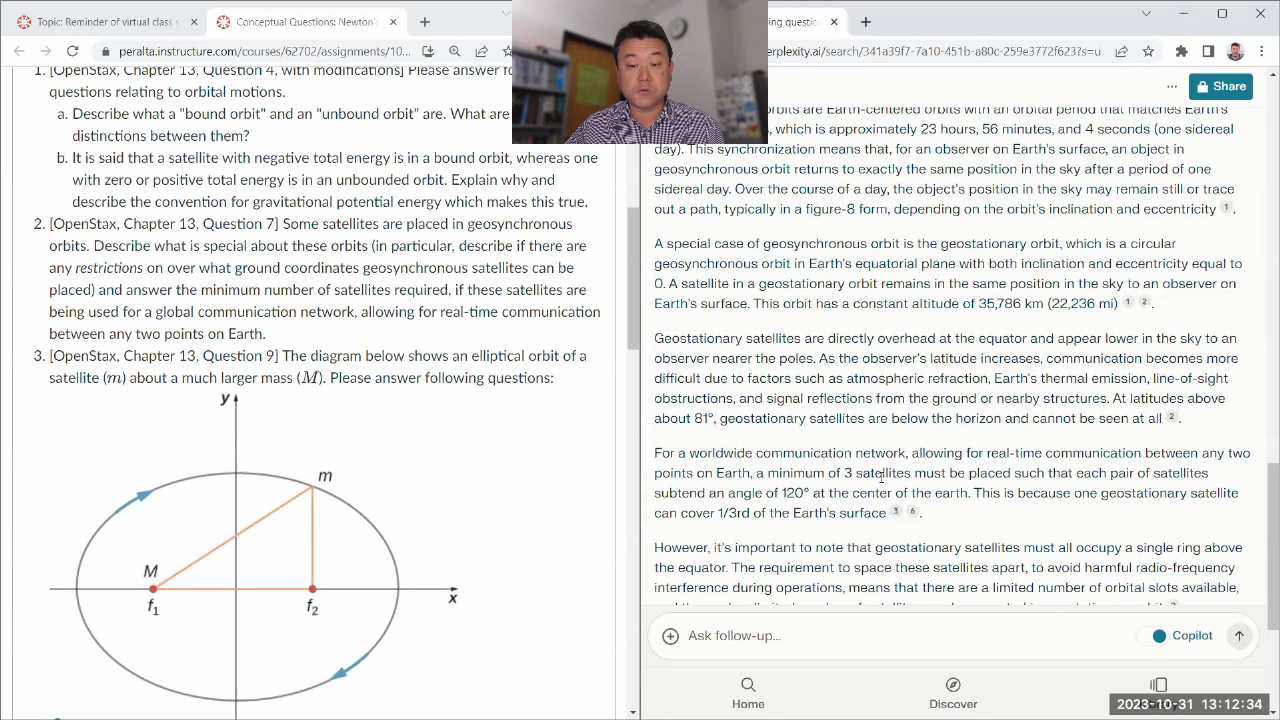 Topic: Reminder of virtual class s
Conceptual Questions: Newton's
ing questio
peralta.instructure.com/courses/62702/assignments/10...
erplexity.ai/search/341a39f7-7a10-451b-a80c-259e3772f623?s=u
1. [OpenStax, Chapter 13, Question 4, with modifications] Please answer fo
questions relating to orbital motions.
a. Describe what a "bound orbit" and an "unbound orbit" are. What are
distinctions between them?
b. It is said that a satellite with negative total energy is in a bound orbit, whereas one
with zero or positive total energy is in an unbounded orbit. Explain why and
describe the convention for gravitational potential energy which makes this true.
2. [OpenStax, Chapter 13, Question 7] Some satellites are placed in geosynchronous
orbits. Describe what is special about these orbits (in particular, describe if there are
any restrictions on over what ground coordinates geosynchronous satellites can be
placed) and answer the minimum number of satellites required, if these satellites are
being used for a global communication network, allowing for real-time communication
between any two points on Earth.
3. [OpenStax, Chapter 13, Question 9] The diagram below shows an elliptical orbit of a
satellite (m) about a much larger mass (M). Please answer following questions:
y
m
M
f1
f2
x
Share
orbits are Earth-centered orbits with an orbital period that matches Earth's
, which is approximately 23 hours, 56 minutes, and 4 seconds (one sidereal
day). This synchronization means that, for an observer on Earth's surface, an object in
geosynchronous orbit returns to exactly the same position in the sky after a period of one
sidereal day. Over the course of a day, the object's position in the sky may remain still or trace
out a path, typically in a figure-8 form, depending on the orbit's inclination and eccentricity 1 .
A special case of geosynchronous orbit is the geostationary orbit, which is a circular
geosynchronous orbit in Earth's equatorial plane with both inclination and eccentricity equal to
0. A satellite in a geostationary orbit remains in the same position in the sky to an observer on
Earth's surface. This orbit has a constant altitude of 35,786 km (22,236 mi) 1 2 .
Geostationary satellites are directly overhead at the equator and appear lower in the sky to an
observer nearer the poles. As the observer's latitude increases, communication becomes more
difficult due to factors such as atmospheric refraction, Earth's thermal emission, line-of-sight
obstructions, and signal reflections from the ground or nearby structures. At latitudes above
about 81°, geostationary satellites are below the horizon and cannot be seen at all 2 .
For a worldwide communication network, allowing for real-time communication between any two
points on Earth, a minimum of 3 satellites must be placed such that each pair of satellites
subtend an angle of 120° at the center of the earth. This is because one geostationary satellite
can cover 1/3rd of the Earth's surface 3 6 .
However, it's important to note that geostationary satellites must all occupy a single ring above
the equator. The requirement to space these satellites apart, to avoid harmful radio-frequency
interference during operations, means that there are a limited number of orbital slots available,
Ask follow-up...
Copilot
Home
Discover
2023-10-31 13:12:34